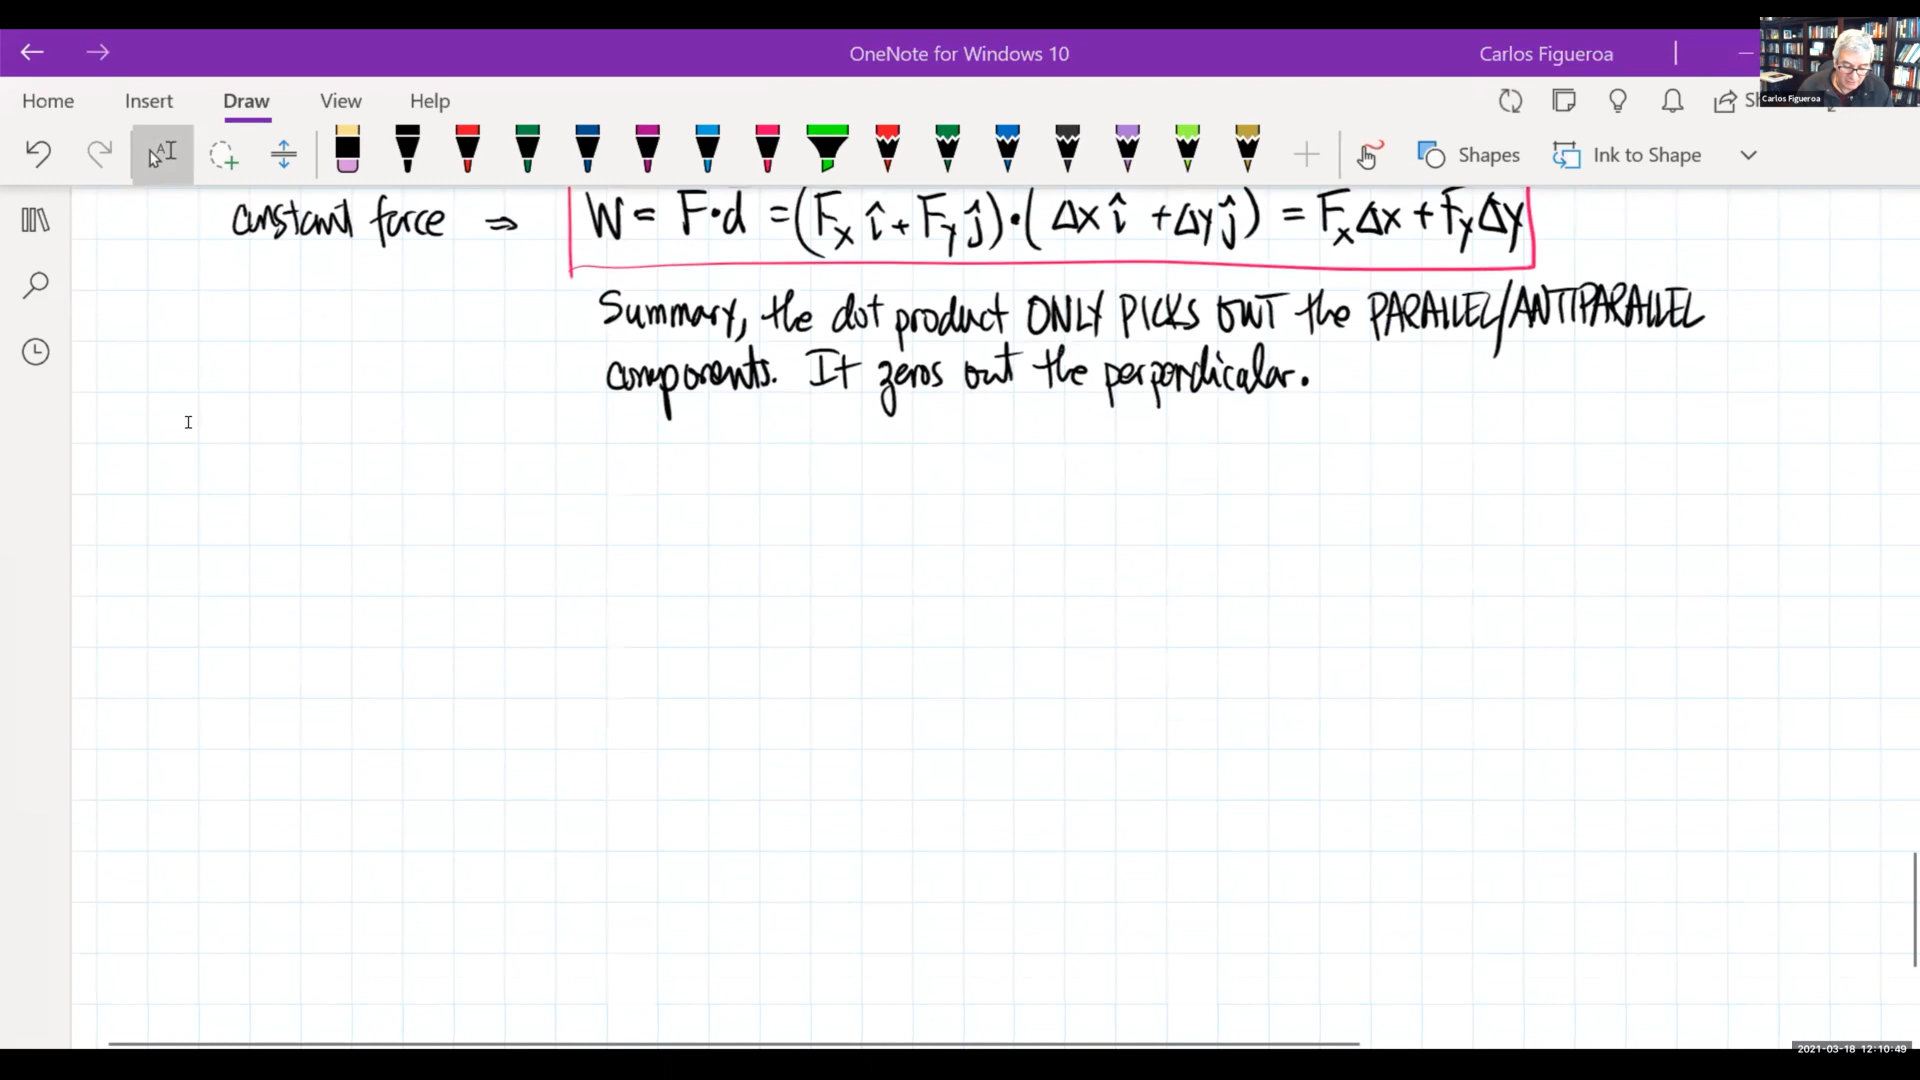 OneNote for Windows 10
Carlos Figueroa
Carlos Figueroa
Home Insert Draw View Help
Shapes Ink to Shape
constant force ⇒ W = F·d = (Fx î + Fy ĵ)·(Δx î + Δy ĵ) = FxΔx + FyΔy
Summary, the dot product ONLY PICKS OUT the PARALLEL/ANTIPARALLEL
components. It zeros out the perpendicular.
2021-03-18 12:10:49